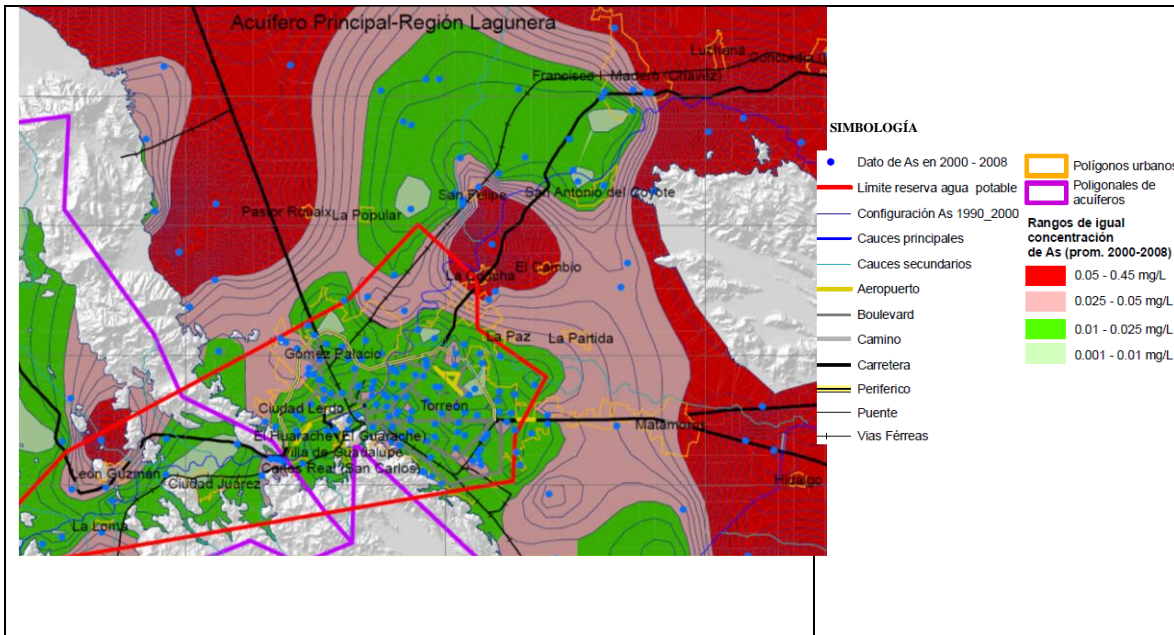 Acuífero Principal-Región Lagunera
Luchana
Concordia
Francisco I. Madero (Chávez)
San Felipe
San Antonio del Coyote
Pastor Rouaix
La Popular
La Concha
El Cambio
La Paz
La Partida
Gómez Palacio
Ciudad Lerdo
Torreón
Matamoros
El Huarache (El Guarache)
Villa de Guadalupe
Carlos Real (San Carlos)
León Guzmán
Ciudad Juárez
Hidalgo
La Loma
SIMBOLOGÍA
Dato de As en 2000 - 2008
Límite reserva agua potable
Configuración As 1990_2000
Cauces principales
Cauces secundarios
Aeropuerto
Boulevard
Camino
Carretera
Periferico
Puente
Vias Férreas
Polígonos urbanos
Poligonales de
acuíferos
Rangos de igual
concentración
de As (prom. 2000-2008)
0.05 - 0.45 mg/L
0.025 - 0.05 mg/L
0.01 - 0.025 mg/L
0.001 - 0.01 mg/L